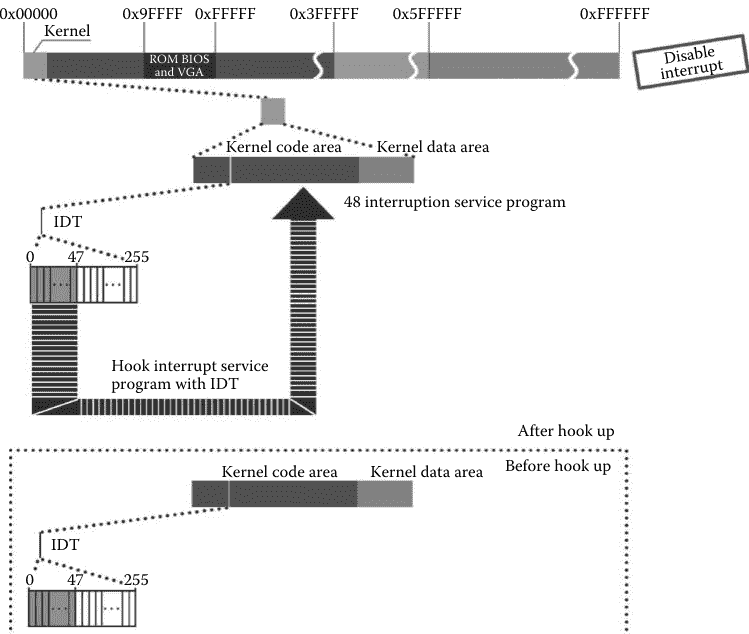 0x00000 0x9FFFF 0xFFFFF 0x3FFFFF 0x5FFFFF 0xFFFFFF
Kernel
ROM BIOS
and VGA
Disable
interrupt
Kernel code area Kernel data area
48 interruption service program
IDT
0 47 255
... ...
Hook interrupt service
program with IDT
After hook up
Before hook up
Kernel code area Kernel data area
IDT
0 47 255
... ...